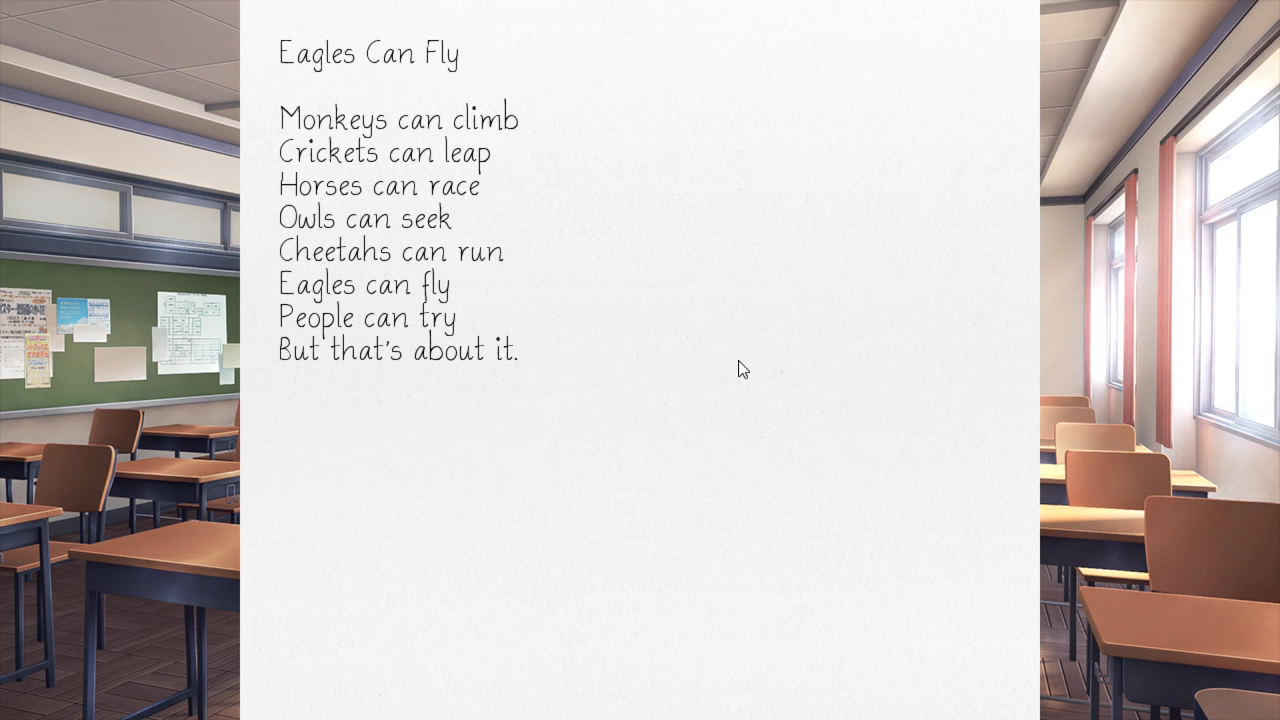 Eagles Can Fly
Monkeys can climb
Crickets can leap
Horses can race
Owls can seek
Cheetahs can run
Eagles can fly
People can try
But that's about it.